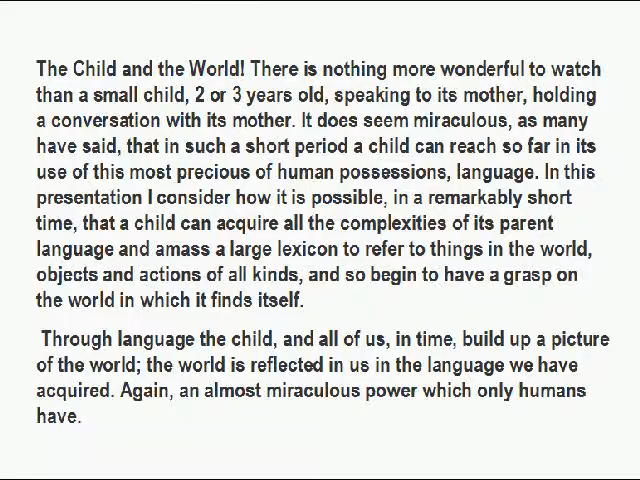 The Child and the World! There is nothing more wonderful to watch
than a small child, 2 or 3 years old, speaking to its mother, holding
a conversation with its mother. It does seem miraculous, as many
have said, that in such a short period a child can reach so far in its
use of this most precious of human possessions, language. In this
presentation I consider how it is possible, in a remarkably short
time, that a child can acquire all the complexities of its parent
language and amass a large lexicon to refer to things in the world,
objects and actions of all kinds, and so begin to have a grasp on
the world in which it finds itself.
Through language the child, and all of us, in time, build up a picture
of the world; the world is reflected in us in the language we have
acquired. Again, an almost miraculous power which only humans
have.